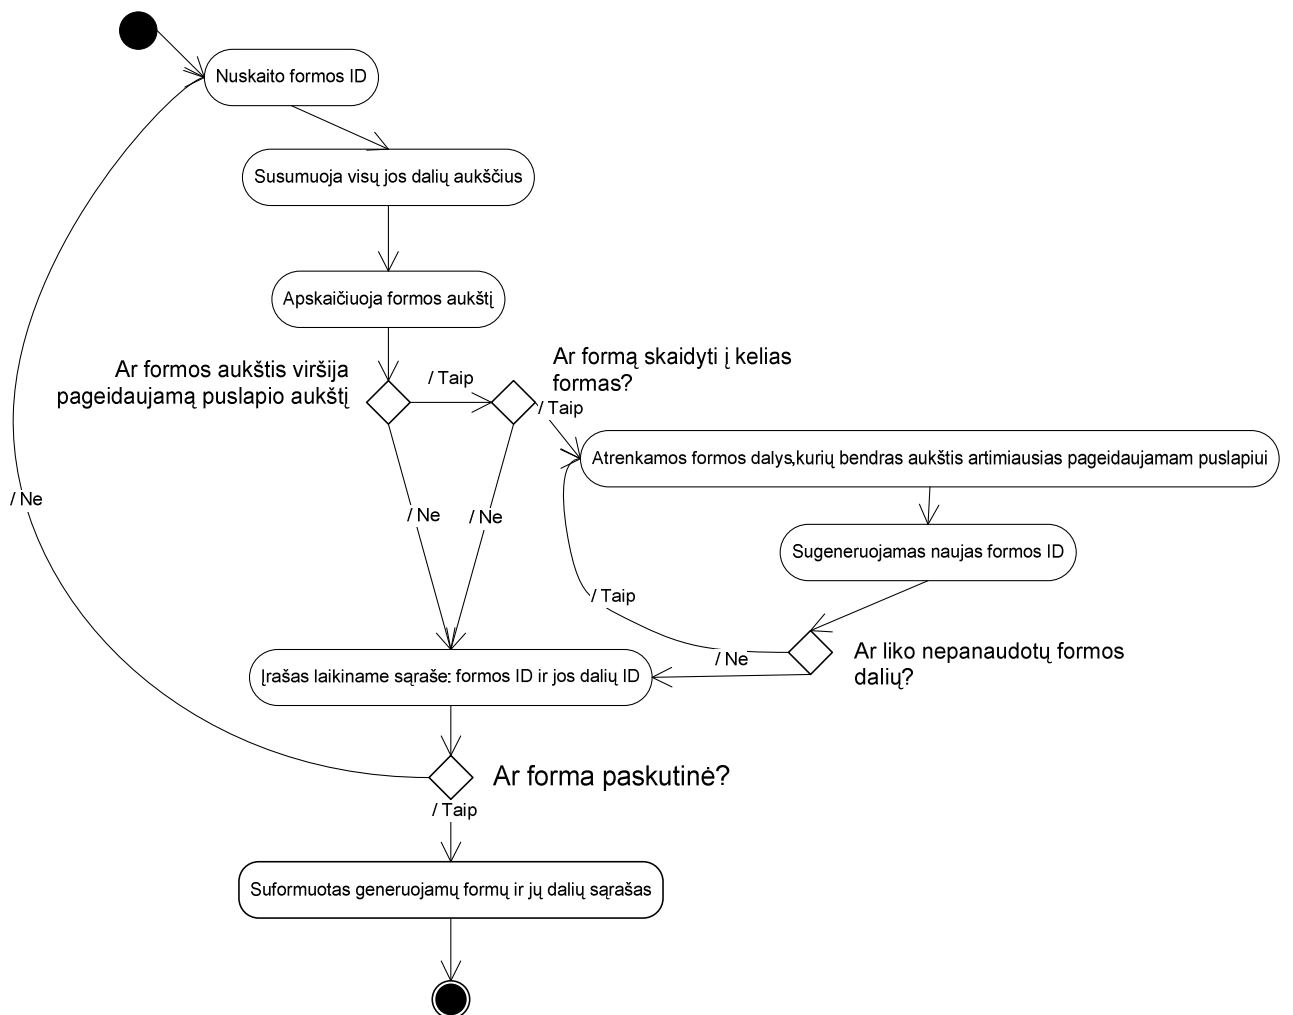 Nuskaito formos ID
Susumuoja visų jos dalių aukščius
Apskaičiuoja formos aukštį
Ar formos aukštis viršija
pageidaujamą puslapio aukštį
/ Taip
Ar formą skaidyti į kelias
formas?
/ Taip
Atrenkamos formos dalys,kurių bendras aukštis artimiausias pageidaujamam puslapiui
/ Ne
/ Ne
/ Ne
Sugeneruojamas naujas formos ID
/ Taip
Ar liko nepanaudotų formos
dalių?
/ Ne
Įrašas laikiname sąraše: formos ID ir jos dalių ID
Ar forma paskutinė?
/ Taip
Suformuotas generuojamų formų ir jų dalių sąrašas